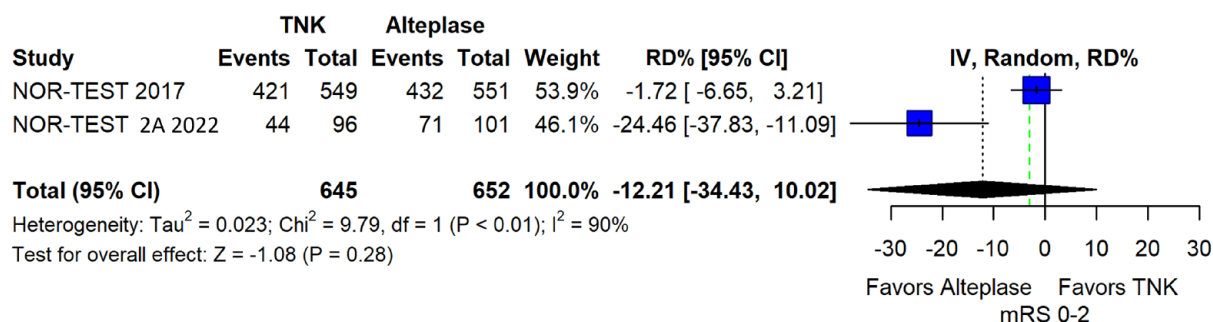 TNK Alteplase
Study Events Total Events Total Weight RD% [95% CI] IV, Random, RD%
NOR-TEST 2017 421 549 432 551 53.9% -1.72 [ -6.65, 3.21]
NOR-TEST 2A 2022 44 96 71 101 46.1% -24.46 [-37.83, -11.09]
Total (95% CI) 645 652 100.0% -12.21 [-34.43, 10.02]
Heterogeneity: Tau² = 0.023; Chi² = 9.79, df = 1 (P < 0.01); I² = 90%
Test for overall effect: Z = -1.08 (P = 0.28)
-30 -20 -10 0 10 20 30
Favors Alteplase Favors TNK
mRS 0-2